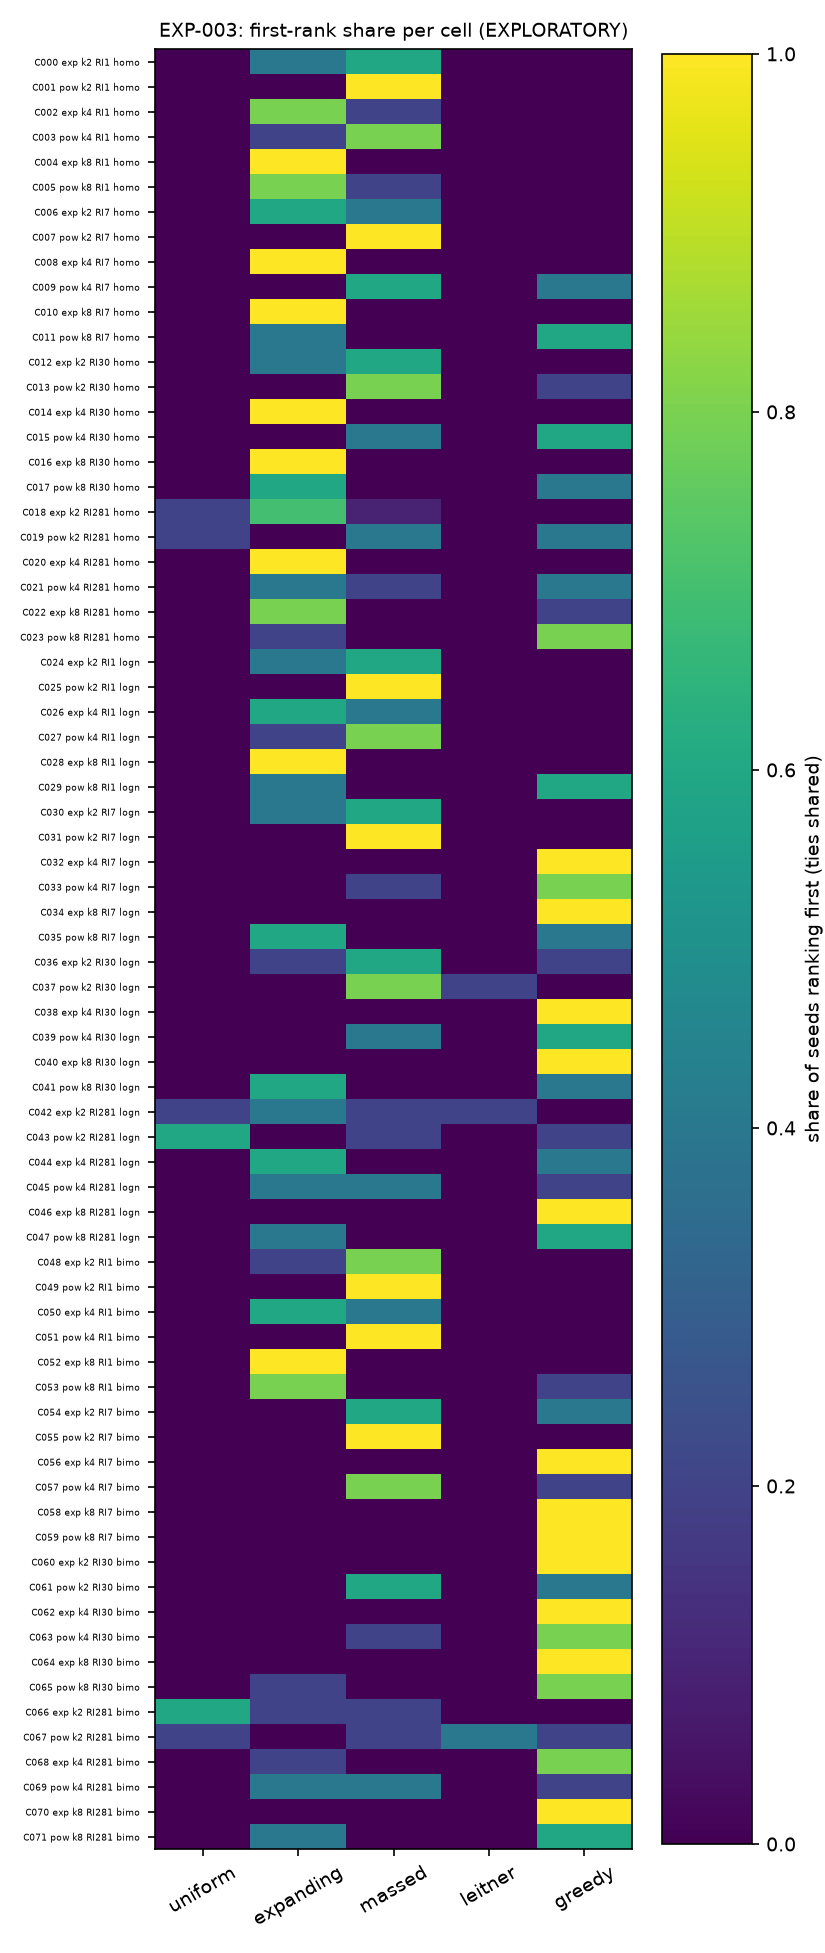 EXP-003: first-rank share per cell (EXPLORATORY)
C000 exp k2 RI1 homo
C001 pow k2 RI1 homo
C002 exp k4 RI1 homo
C003 pow k4 RI1 homo
C004 exp k8 RI1 homo
C005 pow k8 RI1 homo
C006 exp k2 RI7 homo
C007 pow k2 RI7 homo
C008 exp k4 RI7 homo
C009 pow k4 RI7 homo
C010 exp k8 RI7 homo
C011 pow k8 RI7 homo
C012 exp k2 RI30 homo
C013 pow k2 RI30 homo
C014 exp k4 RI30 homo
C015 pow k4 RI30 homo
C016 exp k8 RI30 homo
C017 pow k8 RI30 homo
C018 exp k2 RI281 homo
C019 pow k2 RI281 homo
C020 exp k4 RI281 homo
C021 pow k4 RI281 homo
C022 exp k8 RI281 homo
C023 pow k8 RI281 homo
C024 exp k2 RI1 logn
C025 pow k2 RI1 logn
C026 exp k4 RI1 logn
C027 pow k4 RI1 logn
C028 exp k8 RI1 logn
C029 pow k8 RI1 logn
C030 exp k2 RI7 logn
C031 pow k2 RI7 logn
C032 exp k4 RI7 logn
C033 pow k4 RI7 logn
C034 exp k8 RI7 logn
C035 pow k8 RI7 logn
C036 exp k2 RI30 logn
C037 pow k2 RI30 logn
C038 exp k4 RI30 logn
C039 pow k4 RI30 logn
C040 exp k8 RI30 logn
C041 pow k8 RI30 logn
C042 exp k2 RI281 logn
C043 pow k2 RI281 logn
C044 exp k4 RI281 logn
C045 pow k4 RI281 logn
C046 exp k8 RI281 logn
C047 pow k8 RI281 logn
C048 exp k2 RI1 bimo
C049 pow k2 RI1 bimo
C050 exp k4 RI1 bimo
C051 pow k4 RI1 bimo
C052 exp k8 RI1 bimo
C053 pow k8 RI1 bimo
C054 exp k2 RI7 bimo
C055 pow k2 RI7 bimo
C056 exp k4 RI7 bimo
C057 pow k4 RI7 bimo
C058 exp k8 RI7 bimo
C059 pow k8 RI7 bimo
C060 exp k2 RI30 bimo
C061 pow k2 RI30 bimo
C062 exp k4 RI30 bimo
C063 pow k4 RI30 bimo
C064 exp k8 RI30 bimo
C065 pow k8 RI30 bimo
C066 exp k2 RI281 bimo
C067 pow k2 RI281 bimo
C068 exp k4 RI281 bimo
C069 pow k4 RI281 bimo
C070 exp k8 RI281 bimo
C071 pow k8 RI281 bimo
uniform
expanding
massed
leitner
greedy
1.0
0.8
0.6
0.4
0.2
0.0
share of seeds ranking first (ties shared)